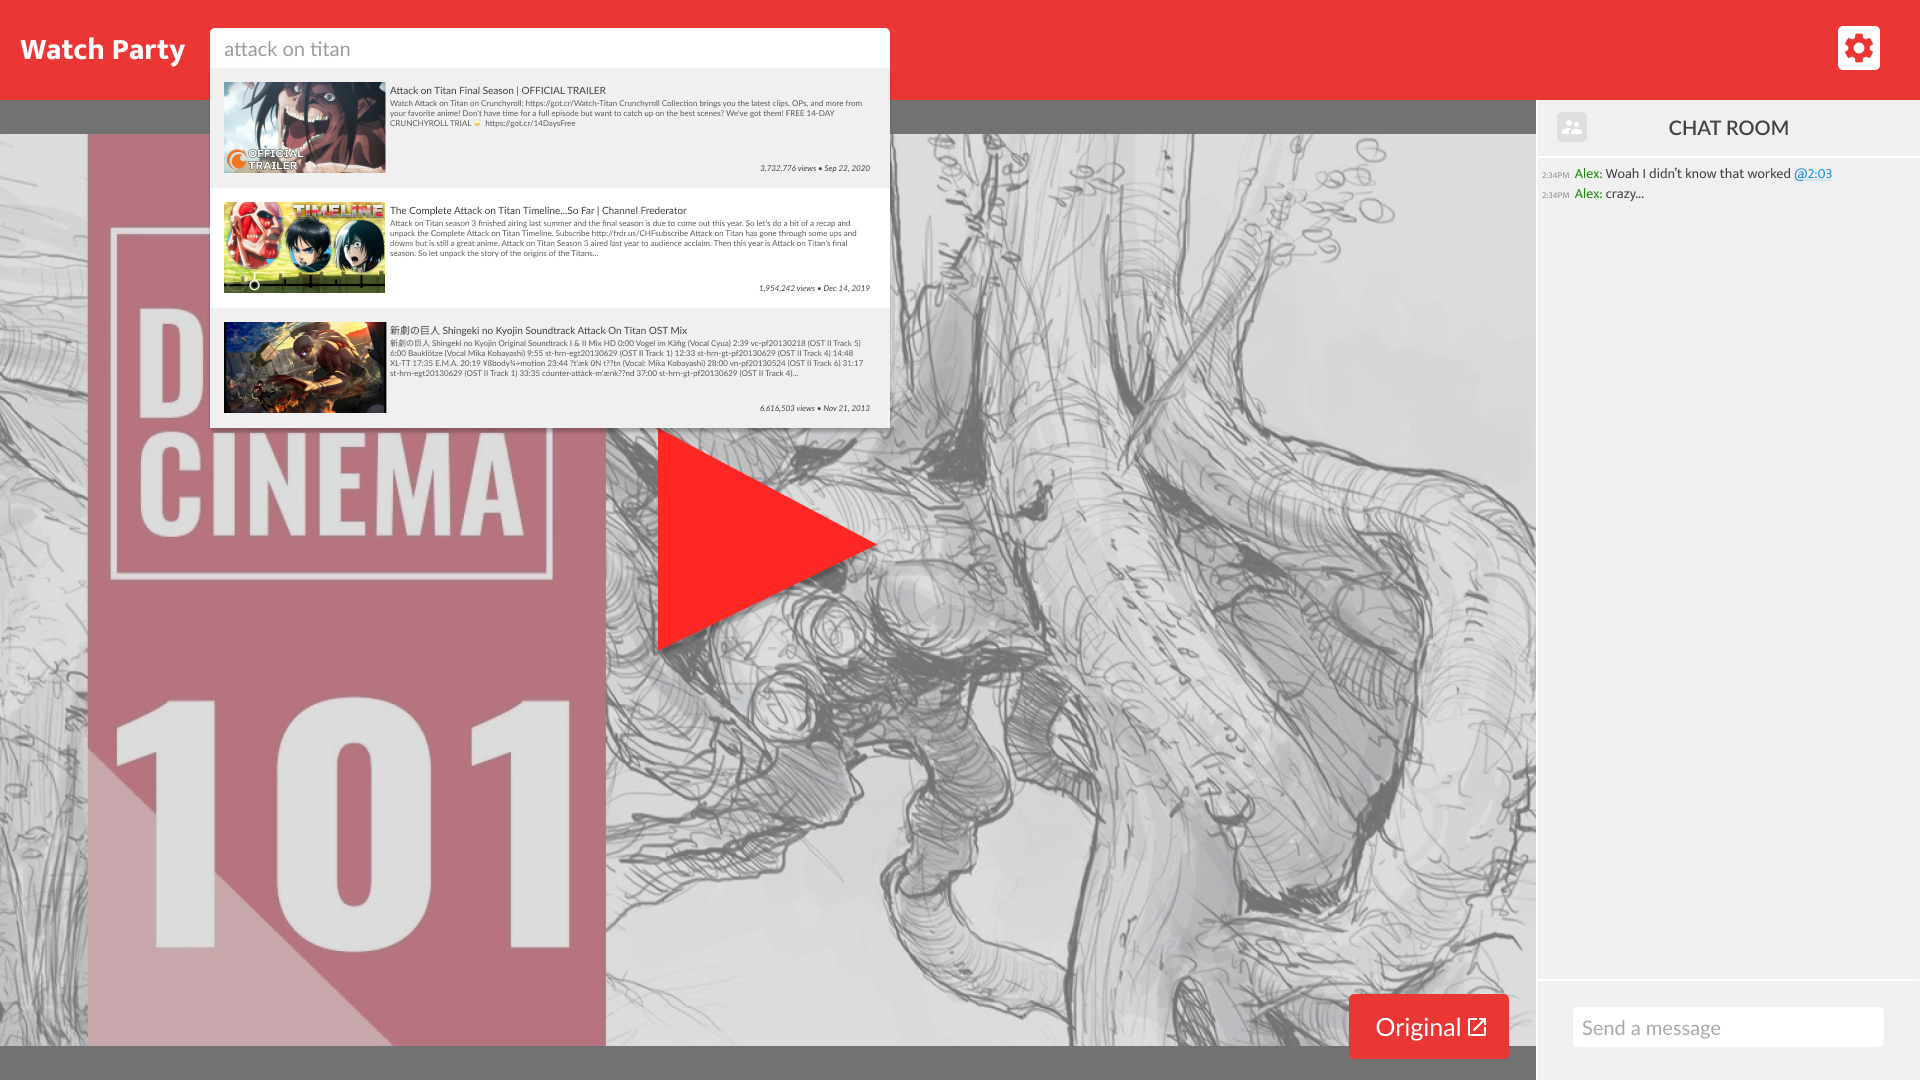 Watch Party
attack on titan
Attack on Titan Final Season | OFFICIAL TRAILER
Watch Attack on Titan on Crunchyroll: https://got.cr/Watch-Titan Crunchyroll Collection brings you the latest clips, OPs, and more from
your favorite anime! Don't have time for a full episode but want to catch up on the best scenes? We've got them! FREE 14-DAY
CRUNCHYROLL TRIAL https://got.cr/14DaysFree
OFFICIAL
TRAILER
3,732,776 views • Sep 22, 2020
TIMELINE
The Complete Attack on Titan Timeline...So Far | Channel Frederator
Attack on Titan season 3 finished airing last summer and the final season is due to come out this year. So let's do a bit of a recap and
unpack the Complete Attack on Titan Timeline. Subscribe http://frdr.us/CHFsubscribe Attack on Titan has gone through some ups and
downs but is still a great anime. Attack on Titan Season 3 aired last year to audience acclaim. Then this year is Attack on Titan's final
season. So let unpack the story of the origins of the Titans...
1,954,242 views • Dec 14, 2019
新劇の巨人 Shingeki no Kyojin Soundtrack Attack On Titan OST Mix
新劇の巨人 Shingeki no Kyojin Original Soundtrack I & II Mix HD 0:00 Vogel im Käfig (Vocal Cyua) 2:39 vc-pf20130218 (OST II Track 5)
6:00 Bauklötze (Vocal Mika Kobayashi) 9:55 st-hrn-egt20130629 (OST II Track 1) 12:33 st-hrn-gt-pf20130629 (OST II Track 4) 14:48
XL-TT 17:35 E.M.A. 20:19 ¥ßbody¾÷motion 23:44 ?t'æk 0N t??tn (Vocal: Mika Kobayashi) 28:00 vn-pf20130524 (OST II Track 6) 31:17
st-hrn-egt20130629 (OST II Track 1) 33:35 cóunter·attàck-m'ænk??nd 37:00 st-hrn-gt-pf20130629 (OST II Track 4)...
6,616,503 views • Nov 21, 2013
D
CINEMA
101
Original
CHAT ROOM
2:34PM Alex: Woah I didn't know that worked @2:03
2:34PM Alex: crazy...
Send a message